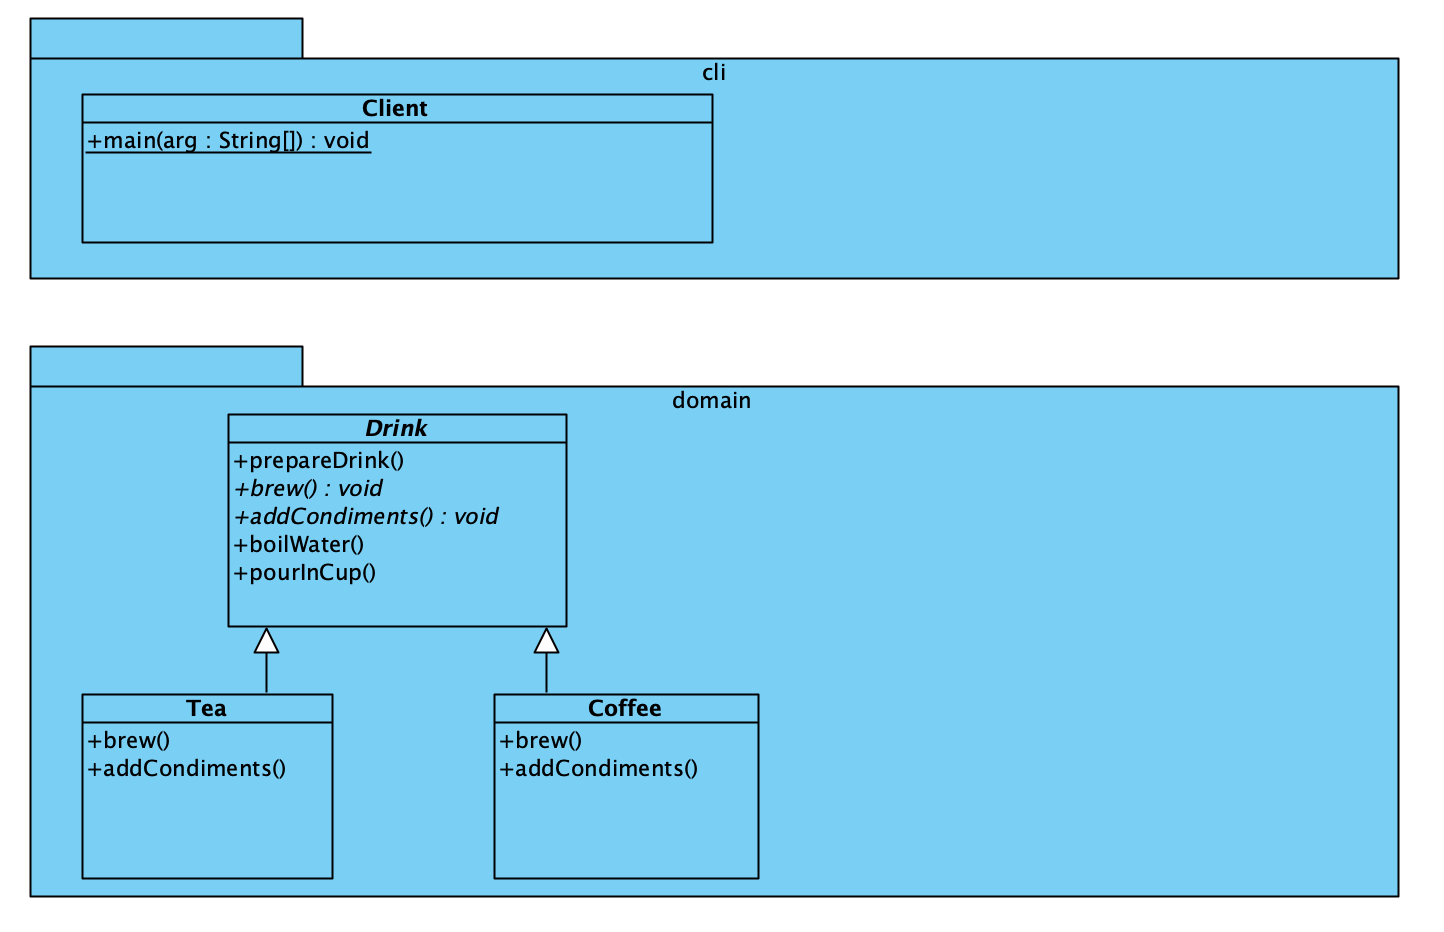 cli
Client
+main(arg : String[]) : void
domain
Drink
+prepareDrink()
+brew() : void
+addCondiments() : void
+boilWater()
+pourInCup()
Tea
+brew()
+addCondiments()
Coffee
+brew()
+addCondiments()